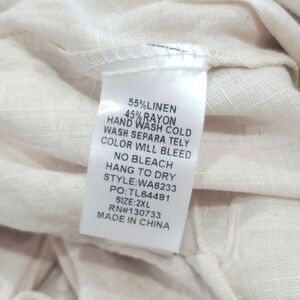 55%LINEN
45%RAYON
HAND WASH COLD
WASH SEPARA TELY
COLOR WILL BLEED
NO BLEACH
HANG TO DRY
STYLE:WA6233
PO:TL64481
SIZE:2XL
RN#130733
MADE IN CHINA